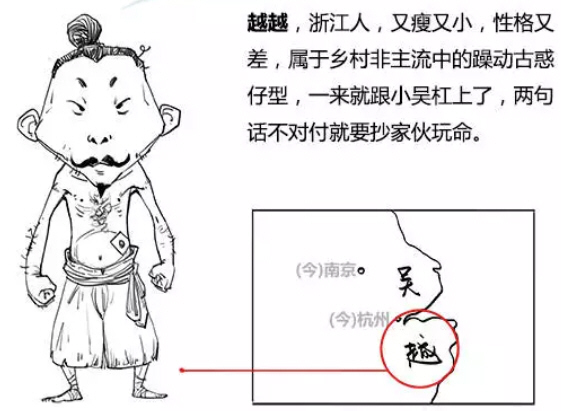 越越，浙江人，又瘦又小，性格又
差，属于乡村非主流中的躁动古惑
仔型，一来就跟小吴杠上了，两句
话不对付就要抄家伙玩命。
(今)南京
吴
(今)杭州
越